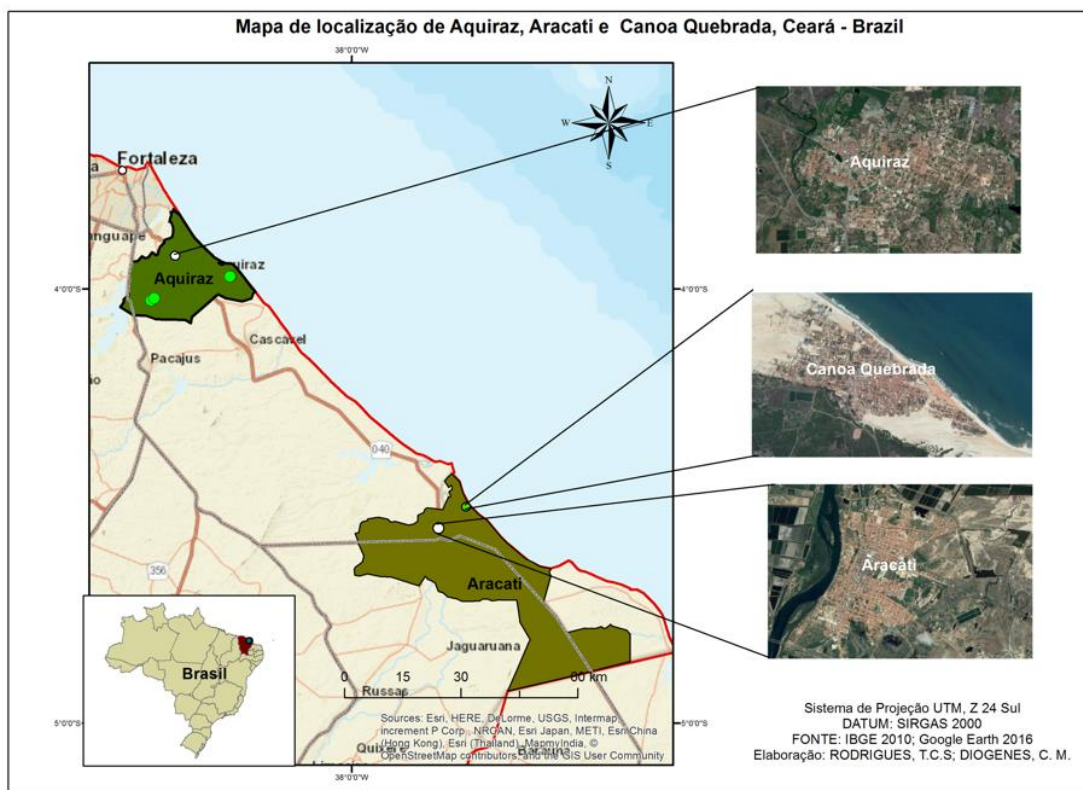 Mapa de localização de Aquiraz, Aracati e Canoa Quebrada, Ceará - Brazil
38°0'0"W
N
W
E
S
Fortaleza
Aquiraz
Aquiraz
Cascavel
Pacajus
4°0'0"S
4°0'0"S
040
356
Aracati
Jaguaruana
Russas
0 15 30 60 km
Brasil
5°0'0"S
5°0'0"S
Sources: Esri, HERE, DeLorme, USGS, Intermap,
increment P Corp., NRCAN, Esri Japan, METI, Esri China
(Hong Kong), Esri (Thailand), MapmyIndia, ©
OpenStreetMap contributors, and the GIS User Community
38°0'0"W
Canoa Quebrada
Aracati
Sistema de Projeção UTM, Z 24 Sul
DATUM: SIRGAS 2000
FONTE: IBGE 2010; Google Earth 2016
Elaboração: RODRIGUES, T.C.S; DIOGENES, C. M.